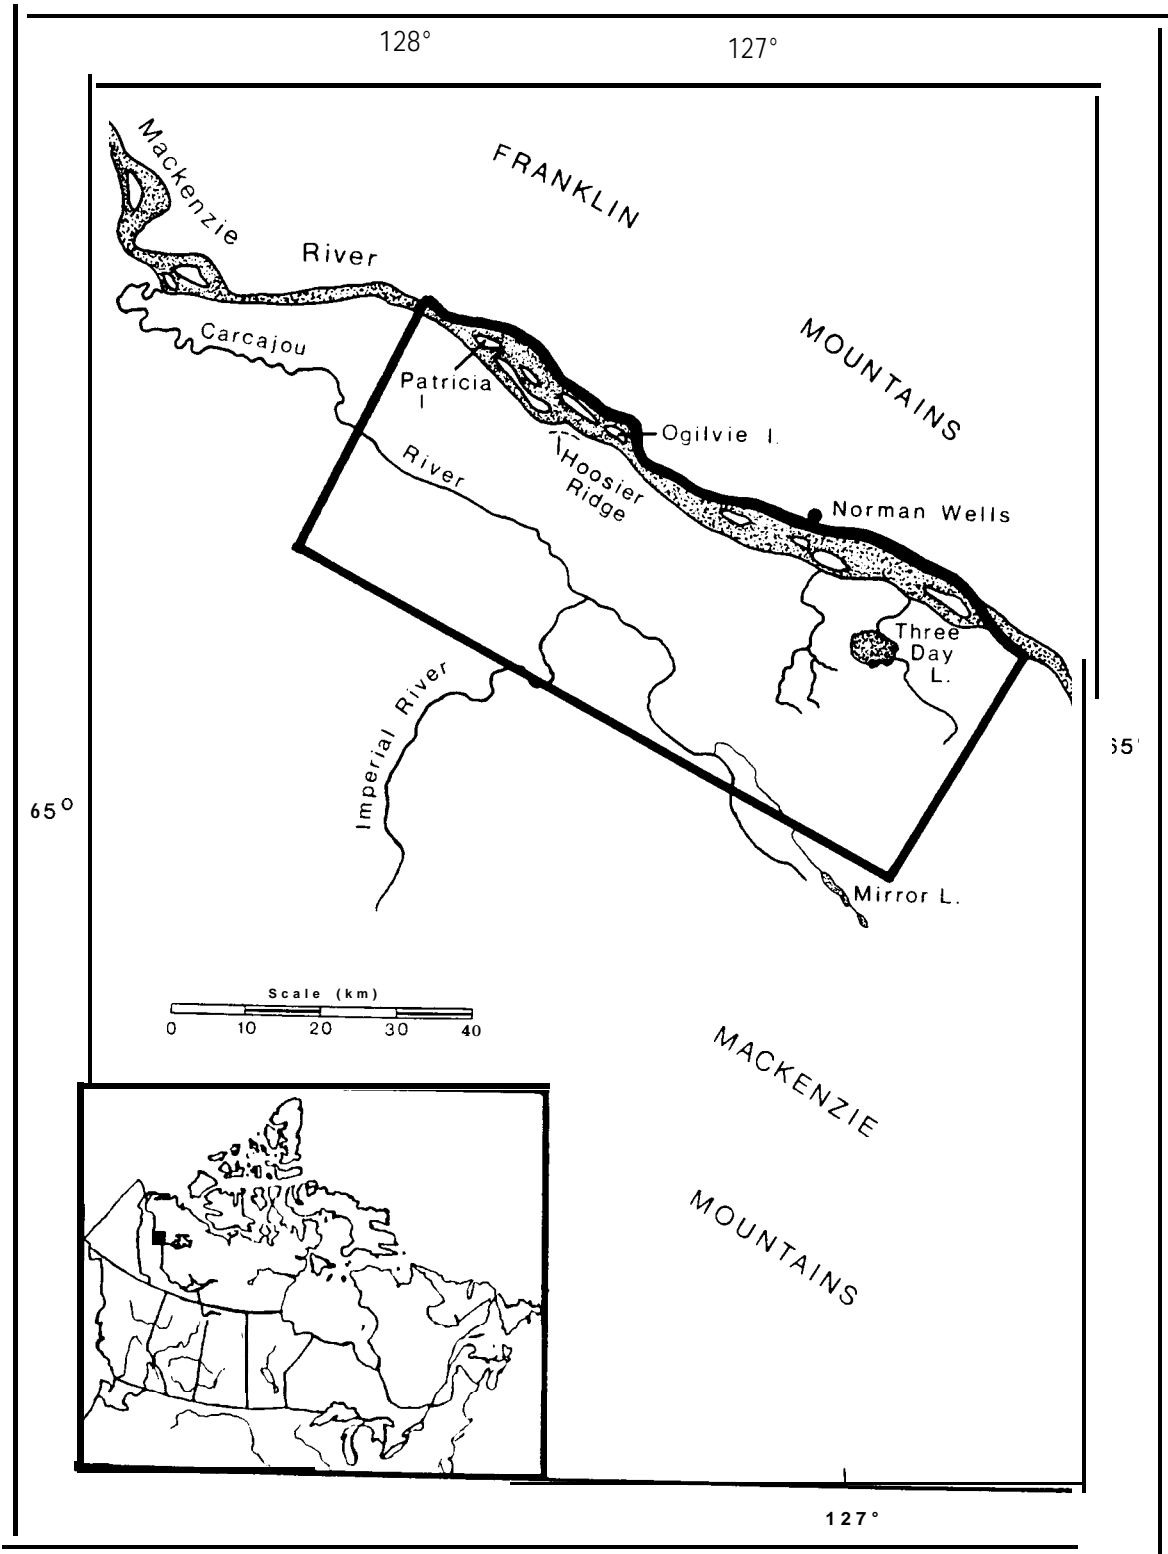 128°
127°
Mackenzie
River
FRANKLIN
MOUNTAINS
Carcajou
River
Patricia
I
Ogilvie I.
Hoosier
Ridge
Norman Wells
Three
Day
L.
Imperial River
65°
65'
Mirror L.
Scale (km)
0 10 20 30 40
MACKENZIE
MOUNTAINS
127°